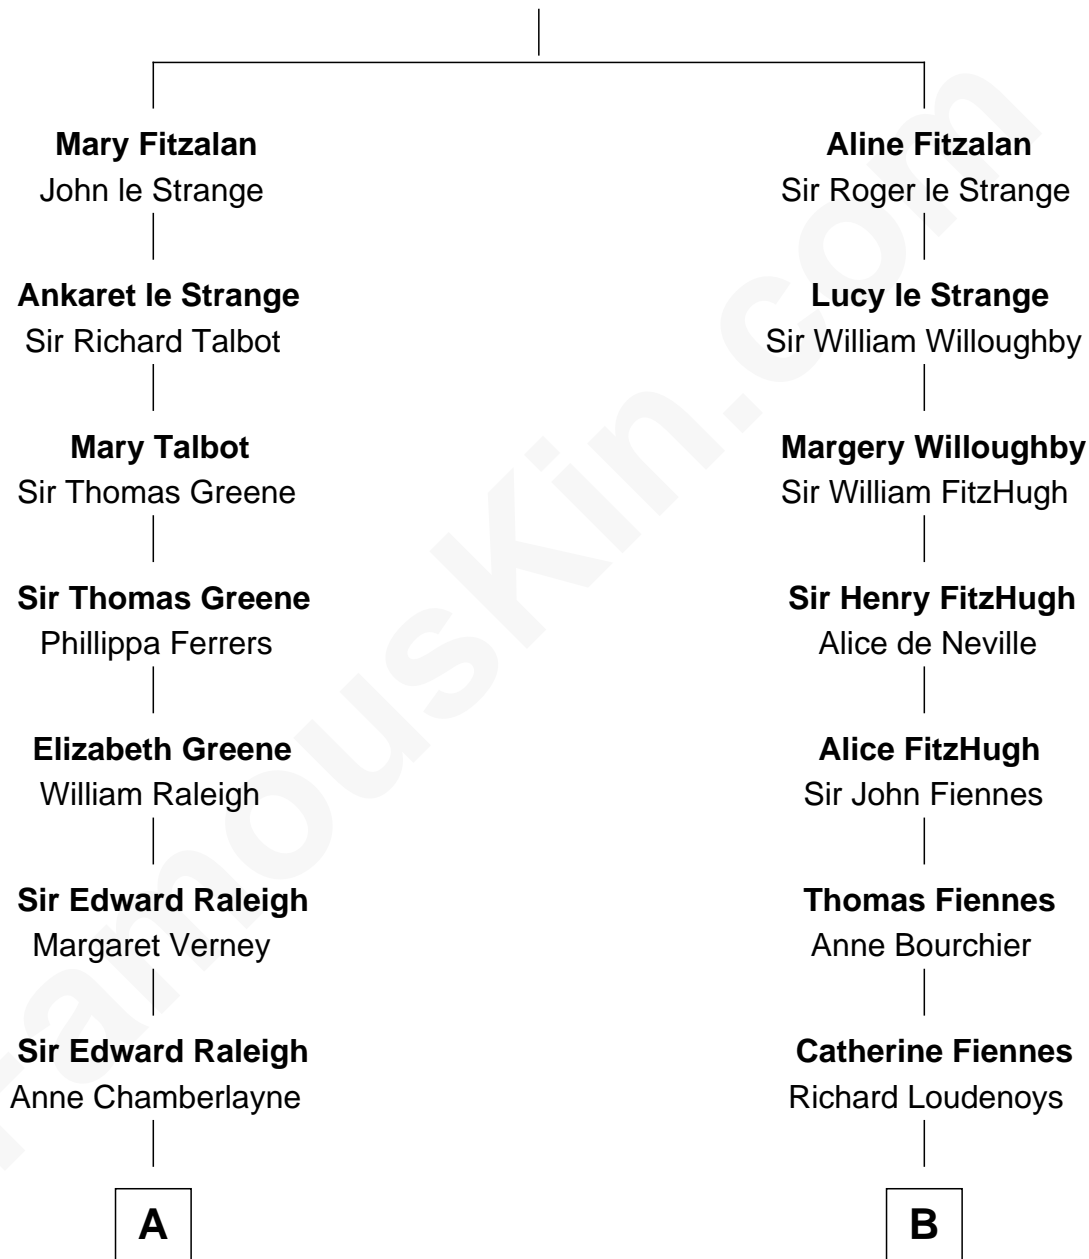 Mary Fitzalan
John le Strange
Aline Fitzalan
Sir Roger le Strange
Ankaret le Strange
Sir Richard Talbot
Lucy le Strange
Sir William Willoughby
Mary Talbot
Sir Thomas Greene
Margery Willoughby
Sir William FitzHugh
Sir Thomas Greene
Phillippa Ferrers
Sir Henry FitzHugh
Alice de Neville
Elizabeth Greene
William Raleigh
Alice FitzHugh
Sir John Fiennes
Sir Edward Raleigh
Margaret Verney
Thomas Fiennes
Anne Bourchier
Sir Edward Raleigh
Anne Chamberlayne
Catherine Fiennes
Richard Loudenoys
A
B
FamousKin.com